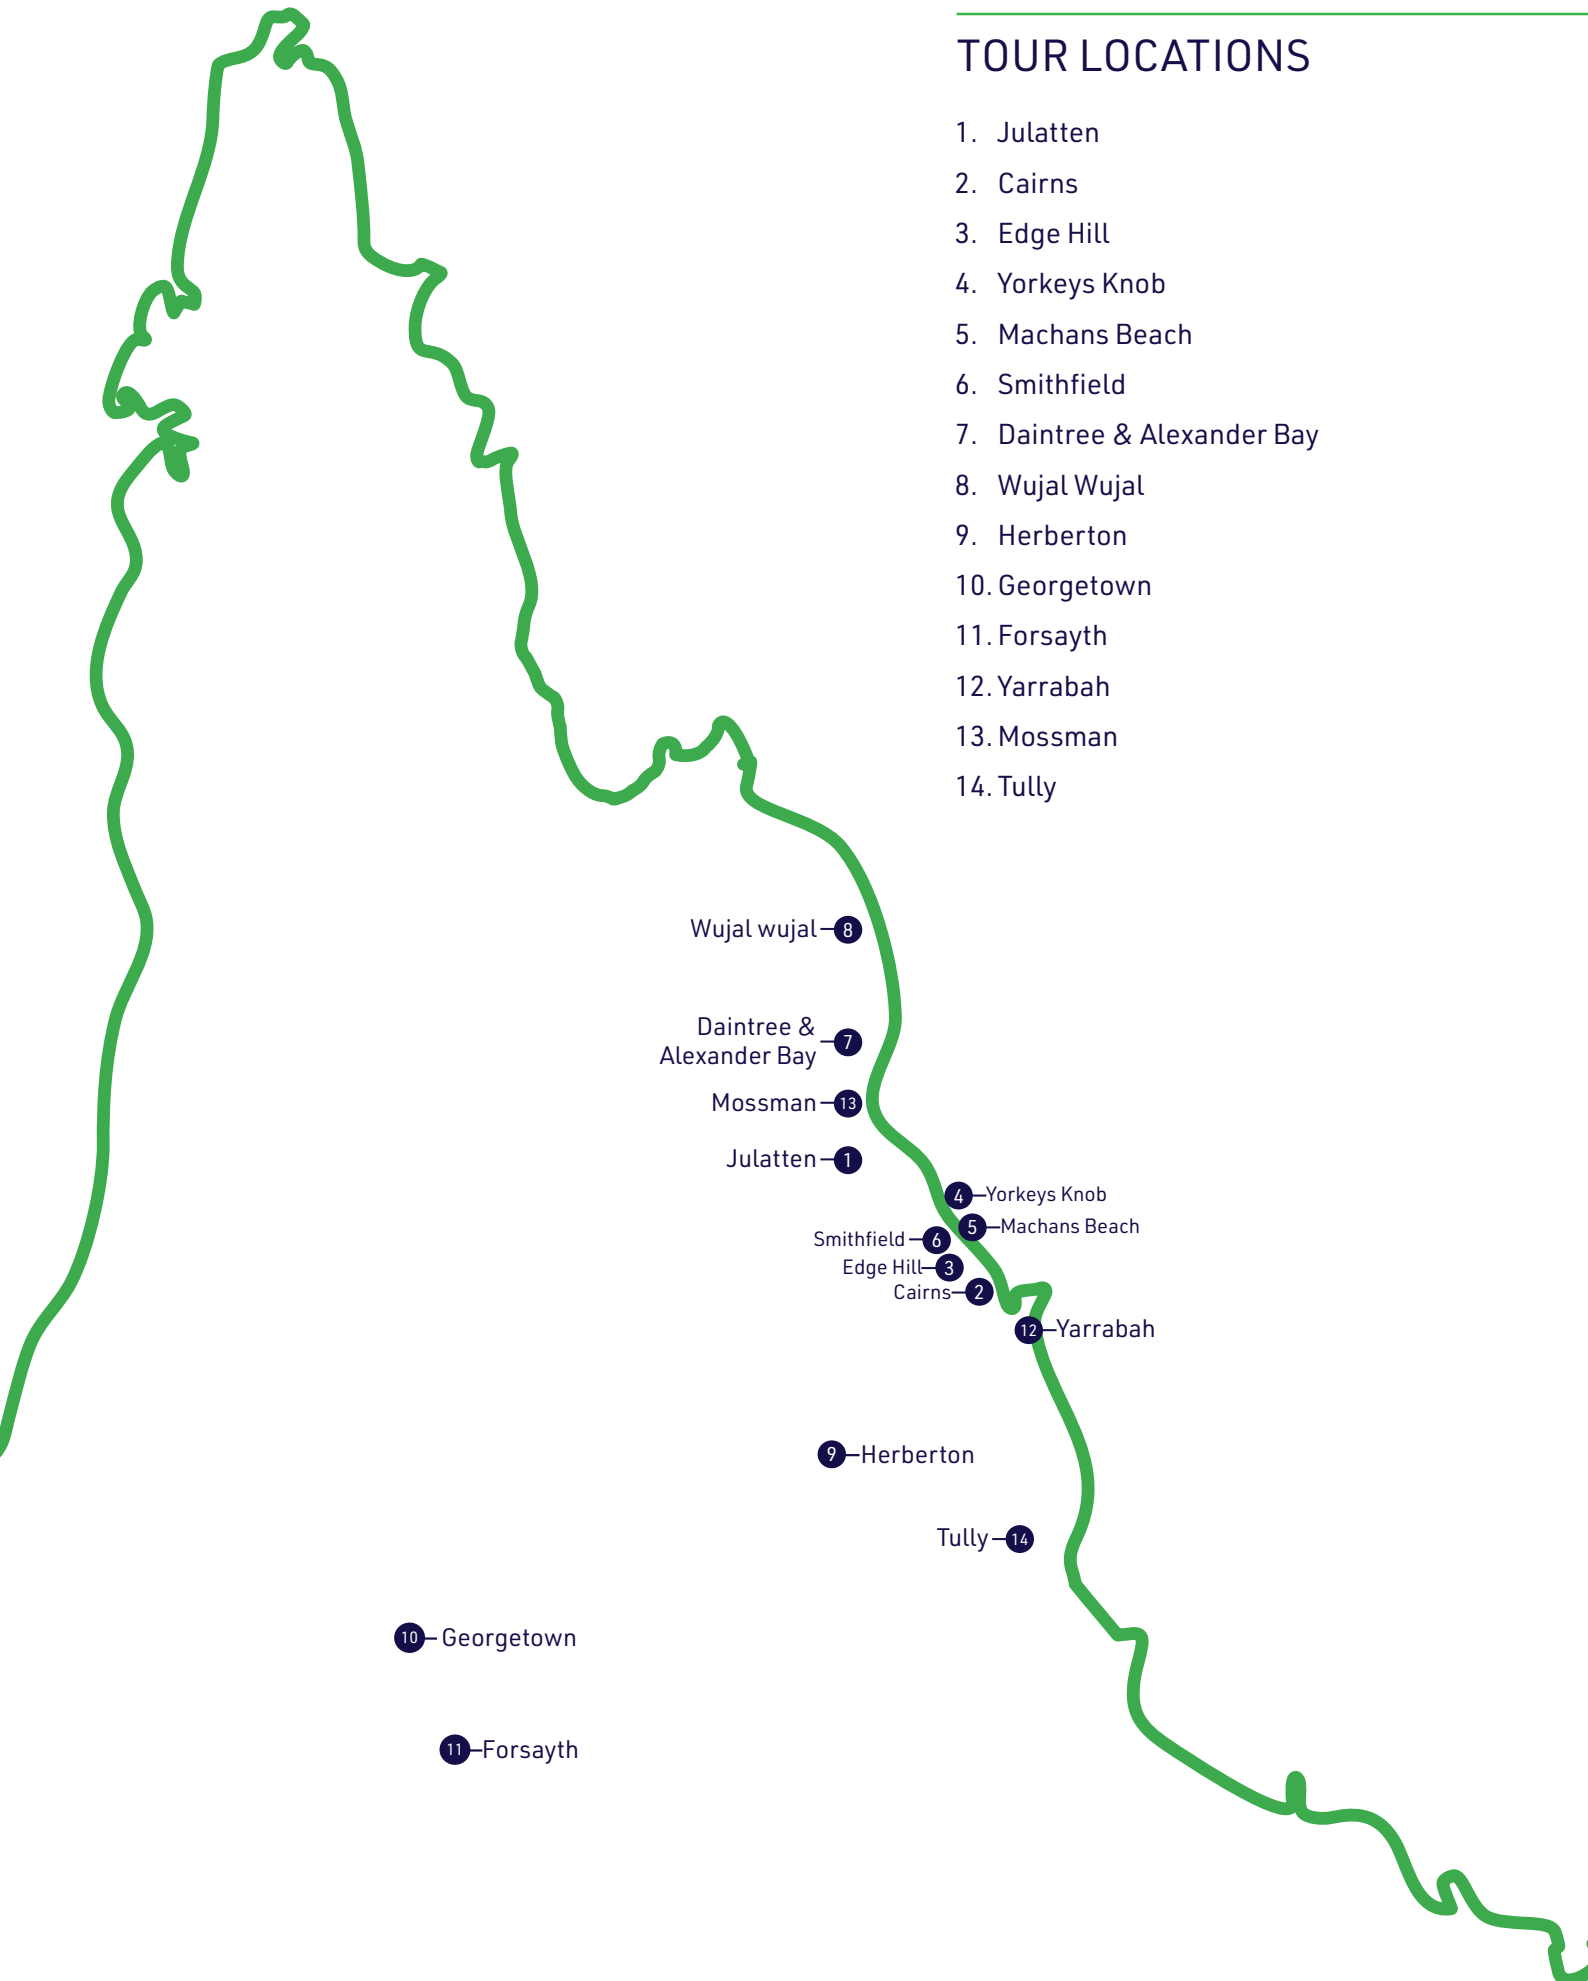 TOUR LOCATIONS
1. Julatten
2. Cairns
3. Edge Hill
4. Yorkeys Knob
5. Machans Beach
6. Smithfield
7. Daintree & Alexander Bay
8. Wujal Wujal
9. Herberton
10. Georgetown
11. Forsayth
12. Yarrabah
13. Mossman
14. Tully
Wujal wujal 8
Daintree &
Alexander Bay 7
Mossman 13
Julatten 1
4 Yorkeys Knob
5 Machans Beach
Smithfield 6
Edge Hill 3
Cairns 2
12 Yarrabah
9 Herberton
Tully 14
10 Georgetown
11 Forsayth